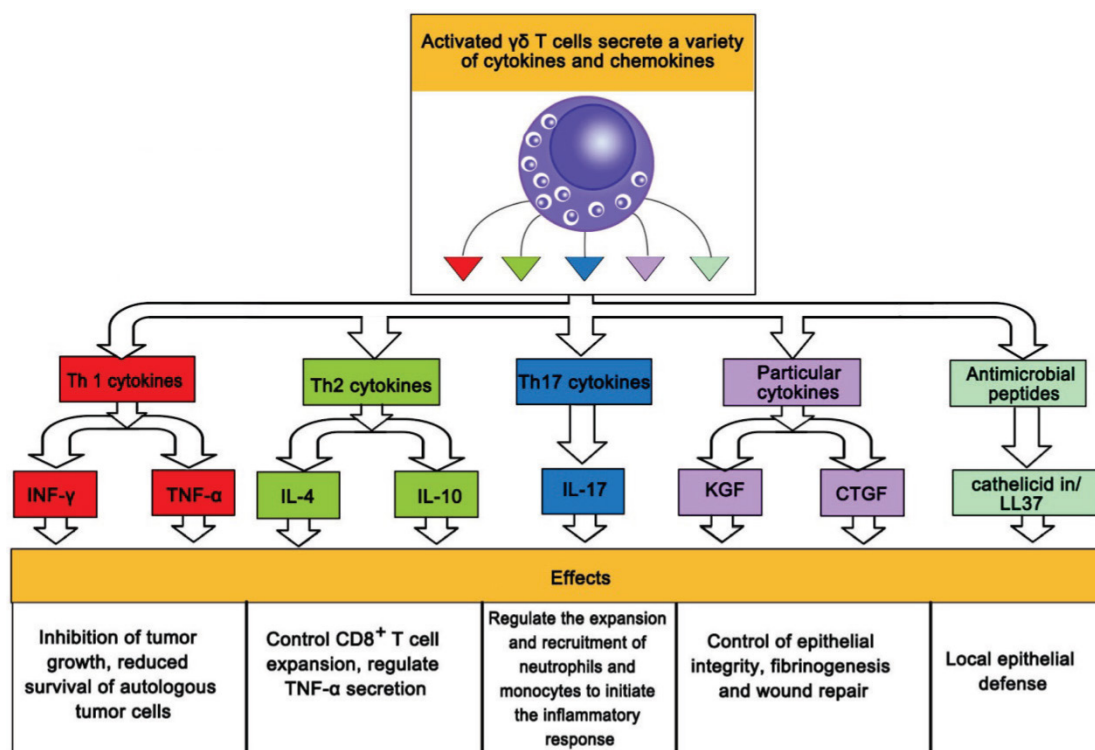 Activated γδ T cells secrete a variety
of cytokines and chemokines
Th 1 cytokines
Th2 cytokines
Th17 cytokines
Particular
cytokines
Antimicrobial
peptides
INF-γ
TNF-α
IL-4
IL-10
IL-17
KGF
CTGF
cathelicid in/
LL37
Effects
Inhibition of tumor
growth, reduced
survival of autologous
tumor cells
Control CD8⁺ T cell
expansion, regulate
TNF-α secretion
Regulate the expansion
and recruitment of
neutrophils and
monocytes to initiate
the inflammatory
response
Control of epithelial
integrity, fibrinogenesis
and wound repair
Local epithelial
defense